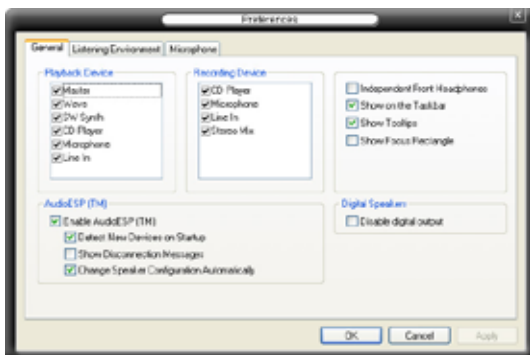 Preferences
General
Listening Environment
Microphone
Playback Device
Master
Wave
SW Synth
CD Player
Microphone
Line In
Recording Device
CD Player
Microphone
Line In
Stereo Mix
Independent Front Headphones
Show on the Taskbar
Show Tooltips
Show Focus Rectangle
AudioESP (TM)
Enable AudioESP (TM)
Detect New Devices on Startup
Show Disconnection Messages
Change Speaker Configuration Automatically
Digital Speakers
Disable digital output
OK
Cancel
Apply